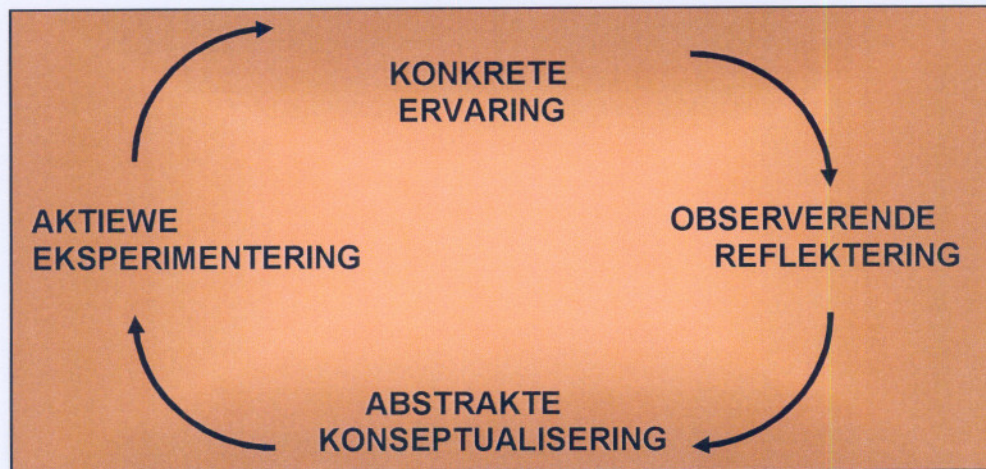 KONKRETE
ERVARING
OBSERVERENDE
REFLEKTERING
ABSTRAKTE
KONSEPTUALISERING
AKTIEWE
EKSPERIMENTERING